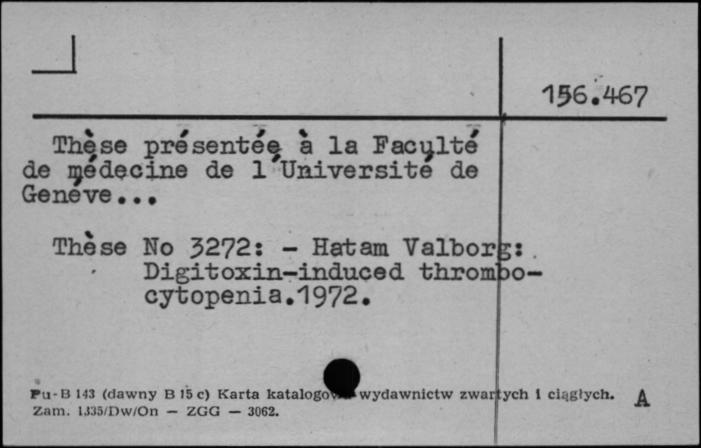 156.467
Thèse présentée à la Faculté
de médecine de l'Université de
Genéve...
Thèse No 3272: - Hatam Valborg:
Digitoxin-induced thrombo-
cytopenia.1972.
Pu-B 143 (dawny B 15 c) Karta katalogowa wydawnictw zwartych i ciągłych. A
Zam. 1335/Dw/On — ZGG — 3062.